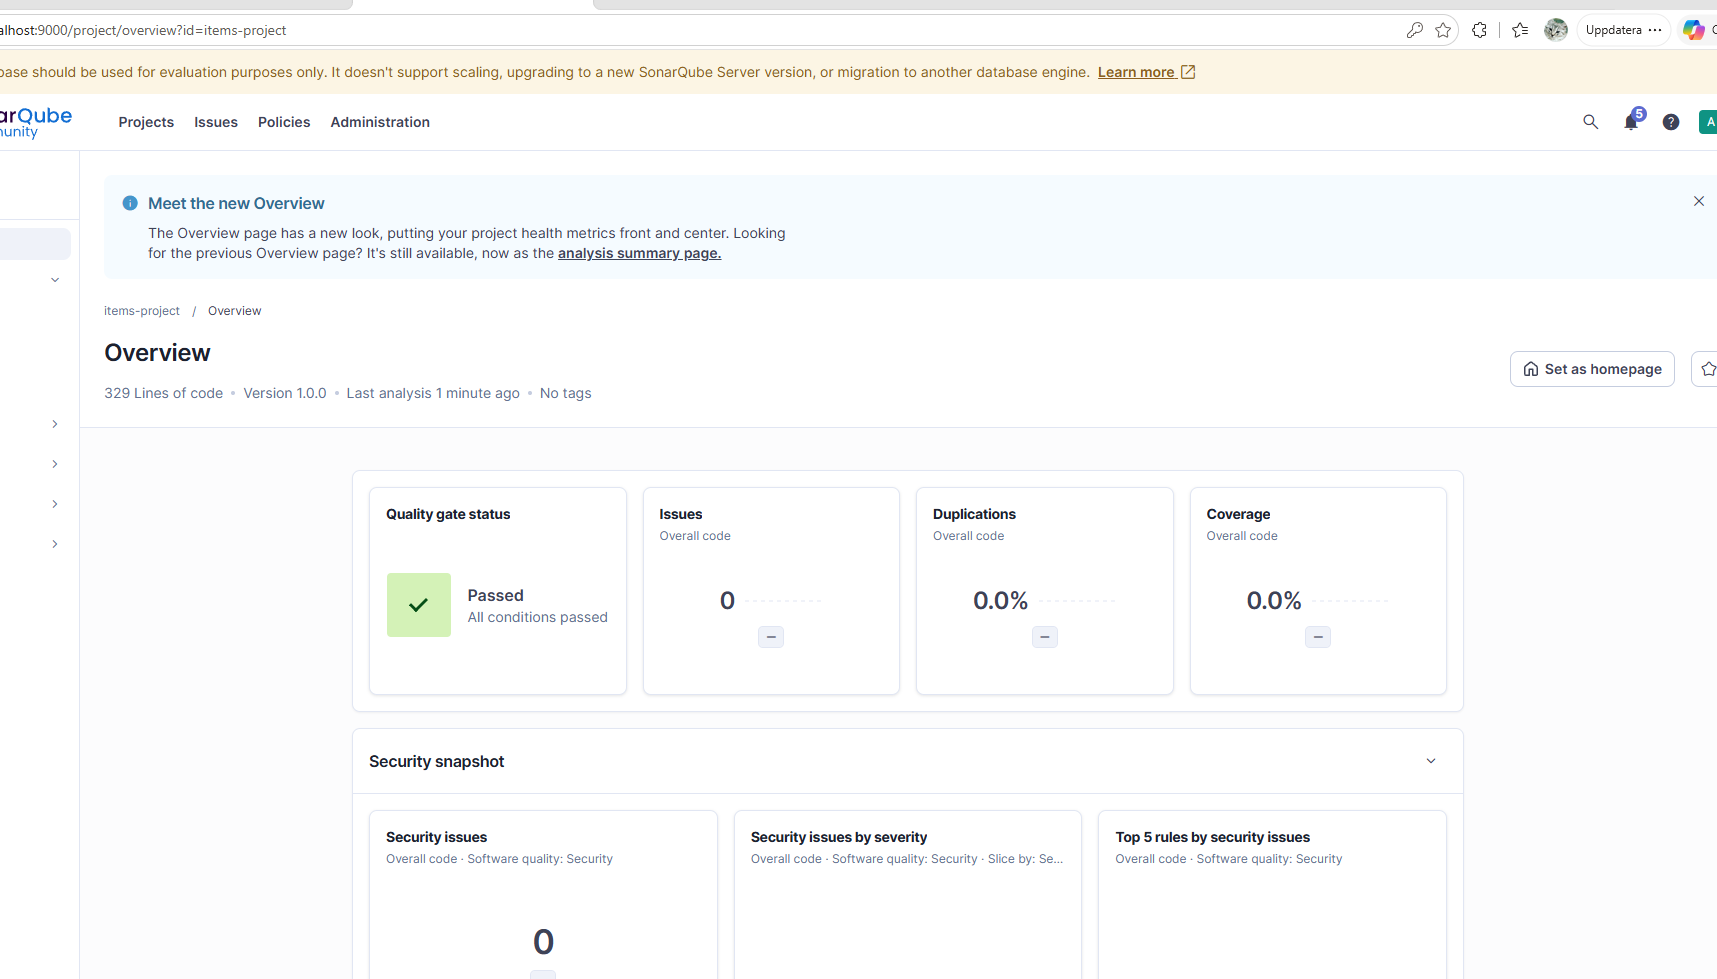 alhost:9000/project/overview?id=items-project
Uppdatera
base should be used for evaluation purposes only. It doesn't support scaling, upgrading to a new SonarQube Server version, or migration to another database engine. Learn more
arQube
unity
Projects Issues Policies Administration
5
?
A
Meet the new Overview
The Overview page has a new look, putting your project health metrics front and center. Looking
for the previous Overview page? It's still available, now as the analysis summary page.
items-project / Overview
Overview
Set as homepage
329 Lines of code • Version 1.0.0 • Last analysis 1 minute ago • No tags
Quality gate status
Passed
All conditions passed
Issues
Overall code
0
Duplications
Overall code
0.0%
Coverage
Overall code
0.0%
Security snapshot
Security issues
Overall code · Software quality: Security
0
Security issues by severity
Overall code · Software quality: Security · Slice by: Se...
Top 5 rules by security issues
Overall code · Software quality: Security